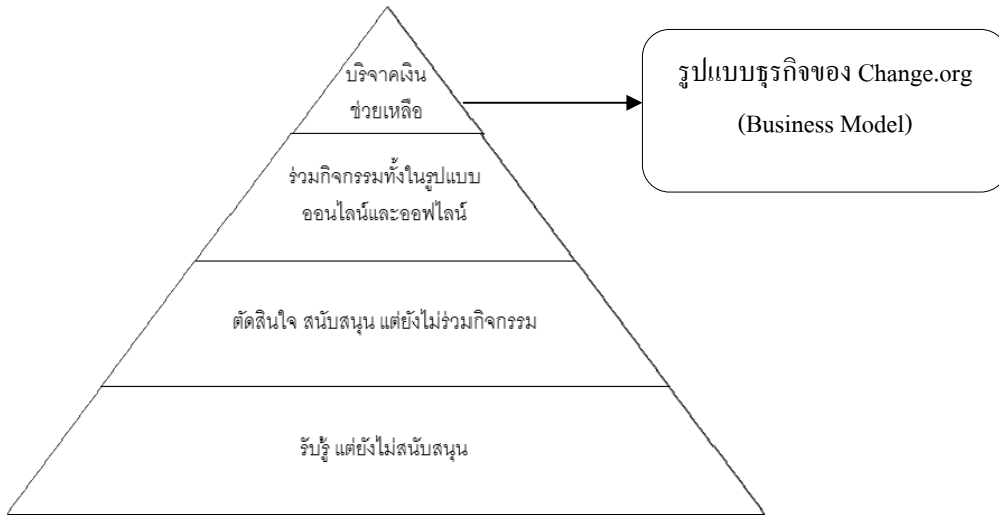 บริจาคเงิน
ช่วยเหลือ
รูปแบบธุรกิจของ Change.org
(Business Model)
ร่วมกิจกรรมทั้งในรูปแบบ
ออนไลน์และออฟไลน์
ตัดสินใจ สนับสนุน แต่ยังไม่ร่วมกิจกรรม
รับรู้ แต่ยังไม่สนับสนุน